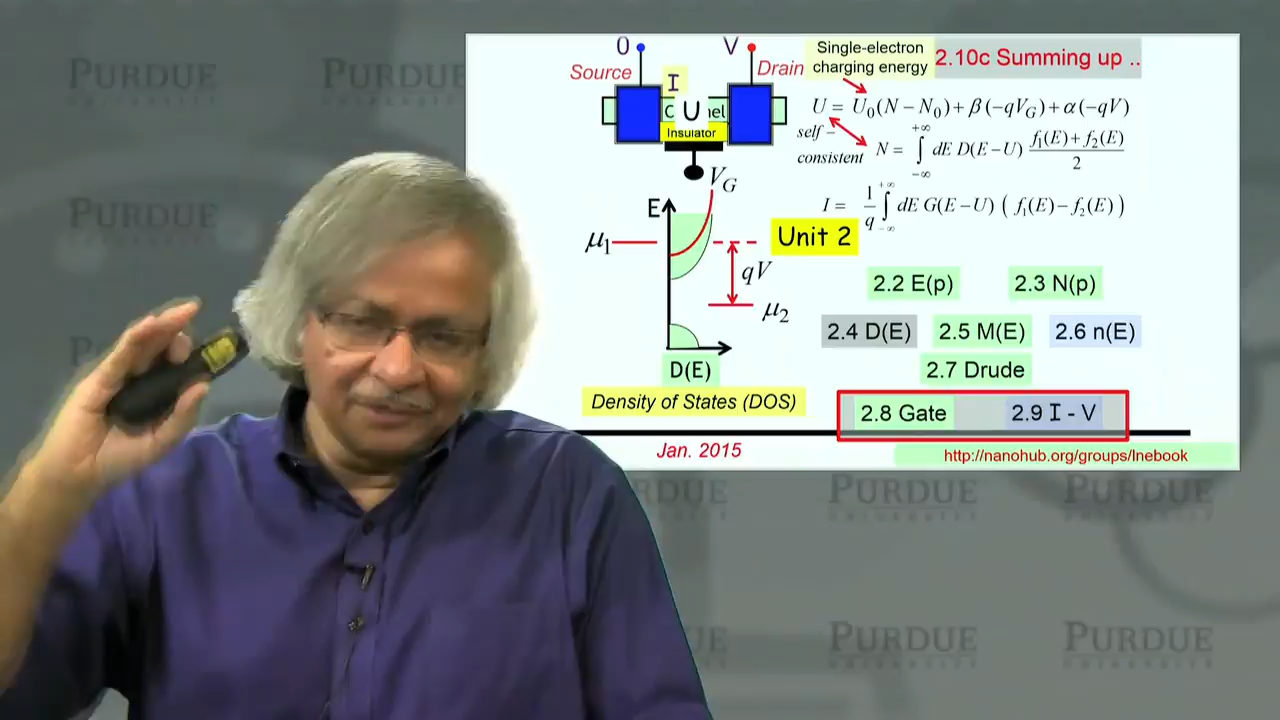 PURDUE
PURDUE
PURDUE
PURDUE
PURDUE
PURDUE
PURDUE
0
V
Source
I
Drain
U
Insulator
V_G
Single-electron
charging energy
2.10c Summing up ..
U = U₀(N − N₀) + β(−qV_G) + α(−qV)
self –
consistent
N = ∫_{−∞}^{+∞} dE D(E−U) (f₁(E)+f₂(E))/2
I = 1/q ∫_{−∞}^{+∞} dE G(E−U) ( f₁(E)−f₂(E) )
E
μ₁
Unit 2
qV
μ₂
D(E)
Density of States (DOS)
2.2 E(p)
2.3 N(p)
2.4 D(E)
2.5 M(E)
2.6 n(E)
2.7 Drude
2.8 Gate
2.9 I - V
Jan. 2015
http://nanohub.org/groups/lnebook